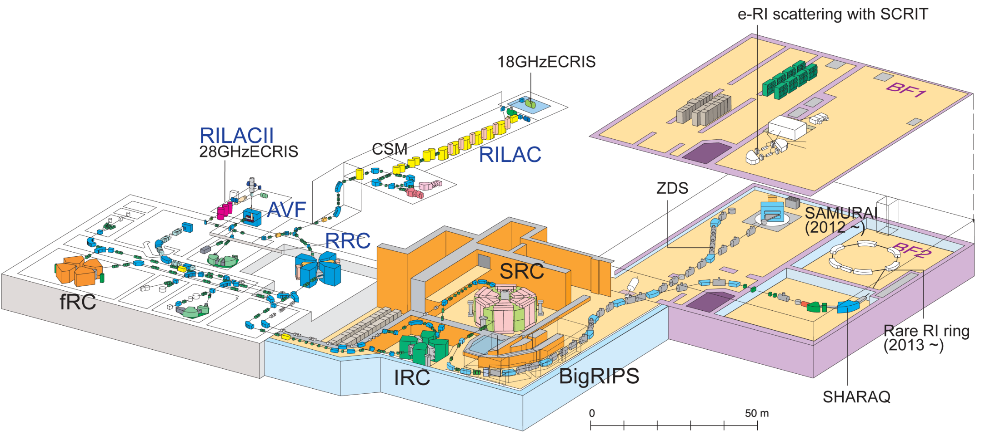 e-RI scattering with SCRIT
18GHzECRIS
BF1
RILACII
28GHzECRIS
CSM
RILAC
ZDS
AVF
SAMURAI
(2012 ~)
RRC
BF2
SRC
fRC
Rare RI ring
(2013 ~)
IRC
BigRIPS
SHARAQ
0
50 m